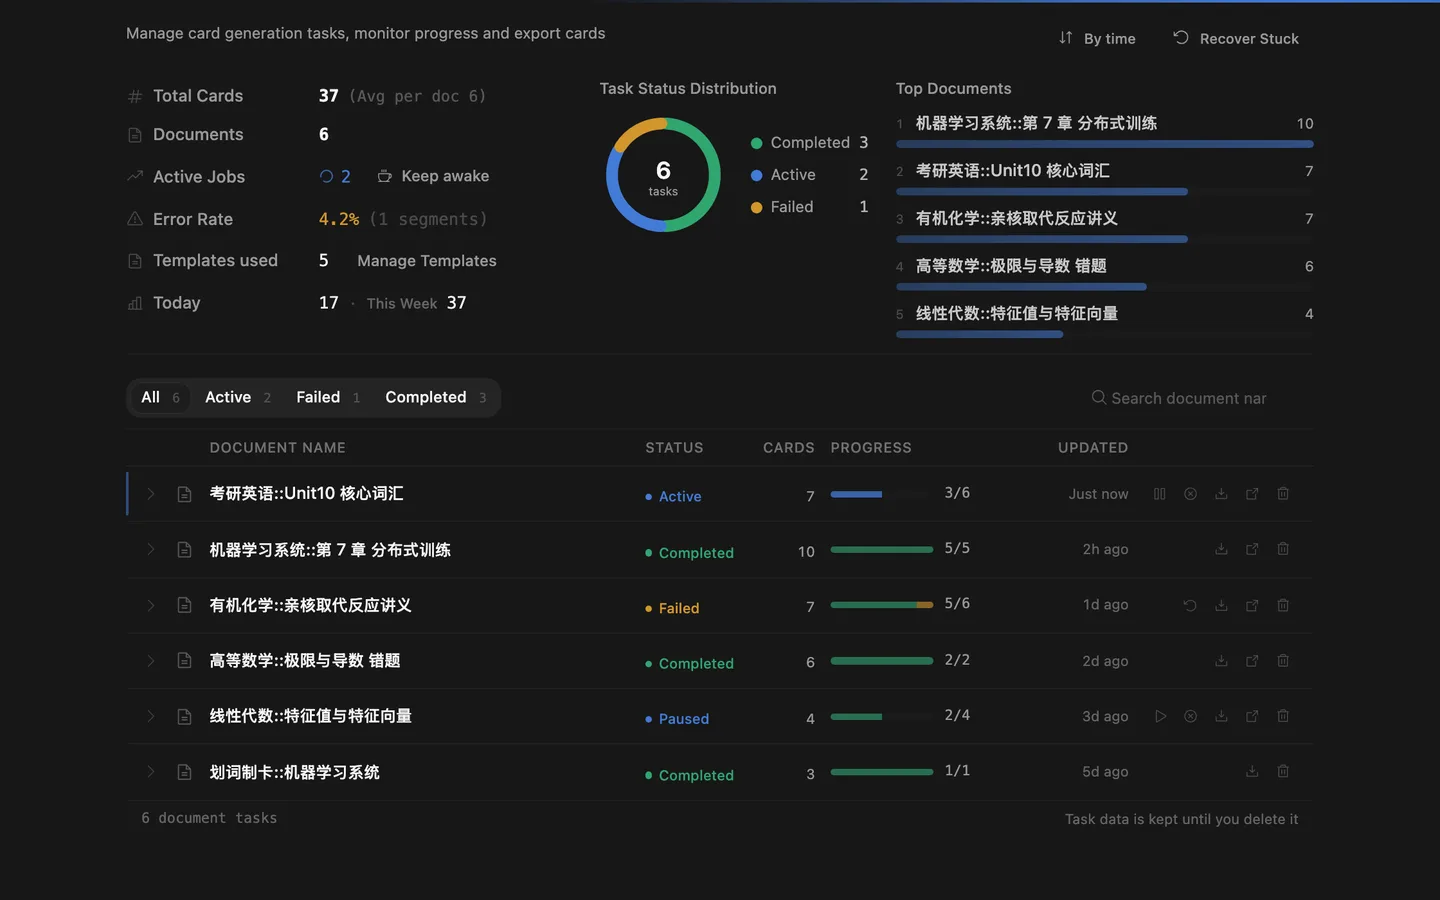 Manage card generation tasks, monitor progress and export cards
By time
Recover Stuck
Total Cards 37 (Avg per doc 6)
Documents 6
Active Jobs 2 Keep awake
Error Rate 4.2% (1 segments)
Templates used 5 Manage Templates
Today 17 · This Week 37
Task Status Distribution
6
tasks
Completed 3
Active 2
Failed 1
Top Documents
1 机器学习系统::第 7 章 分布式训练 10
2 考研英语::Unit10 核心词汇 7
3 有机化学::亲核取代反应讲义 7
4 高等数学::极限与导数 错题 6
5 线性代数::特征值与特征向量 4
All 6 Active 2 Failed 1 Completed 3
Search document nar
DOCUMENT NAME STATUS CARDS PROGRESS UPDATED
考研英语::Unit10 核心词汇 Active 7 3/6 Just now
机器学习系统::第 7 章 分布式训练 Completed 10 5/5 2h ago
有机化学::亲核取代反应讲义 Failed 7 5/6 1d ago
高等数学::极限与导数 错题 Completed 6 2/2 2d ago
线性代数::特征值与特征向量 Paused 4 2/4 3d ago
划词制卡::机器学习系统 Completed 3 1/1 5d ago
6 document tasks
Task data is kept until you delete it